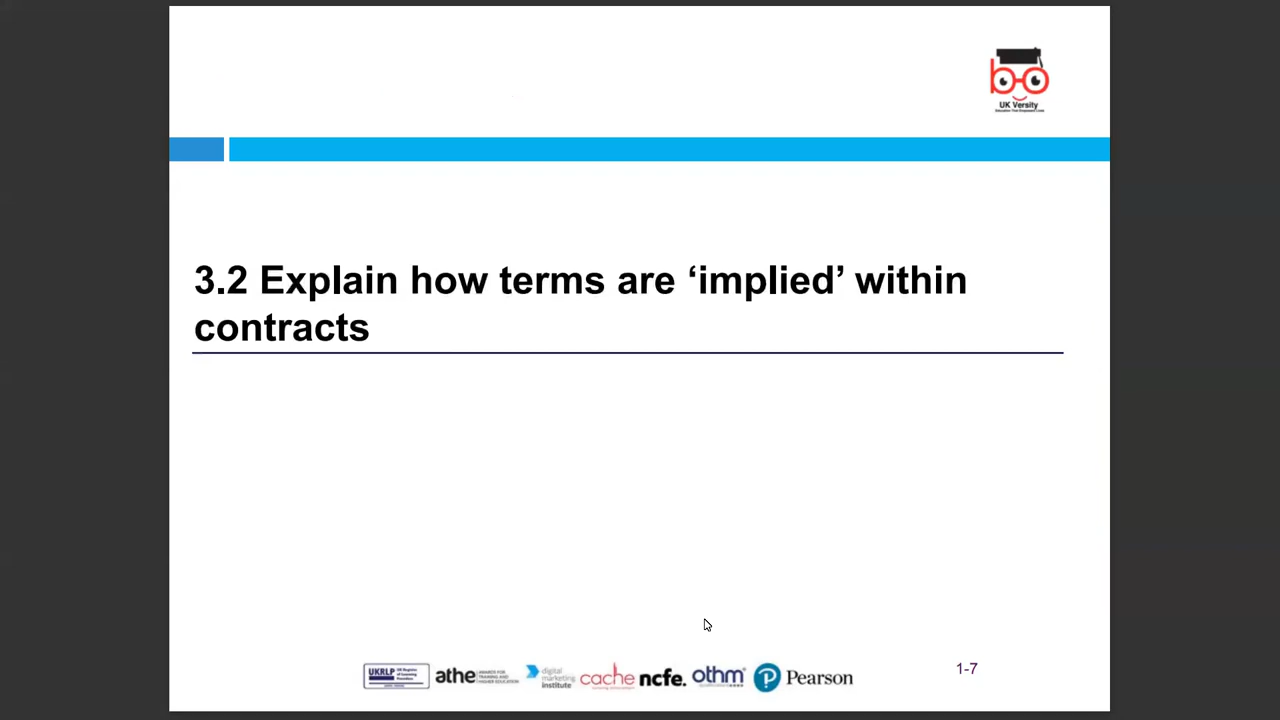 UK Versity
3.2 Explain how terms are ‘implied’ within
contracts
UKRLP
athe
digital
marketing
institute
cache
ncfe.
othm
Pearson
1-7